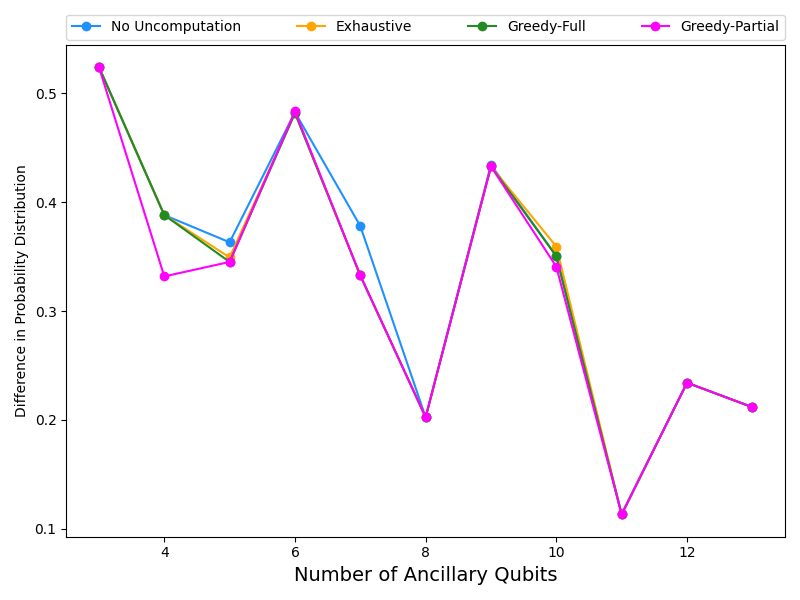 No Uncomputation Exhaustive Greedy-Full Greedy-Partial
Difference in Probability Distribution
0.5
0.4
0.3
0.2
0.1
4 6 8 10 12
Number of Ancillary Qubits